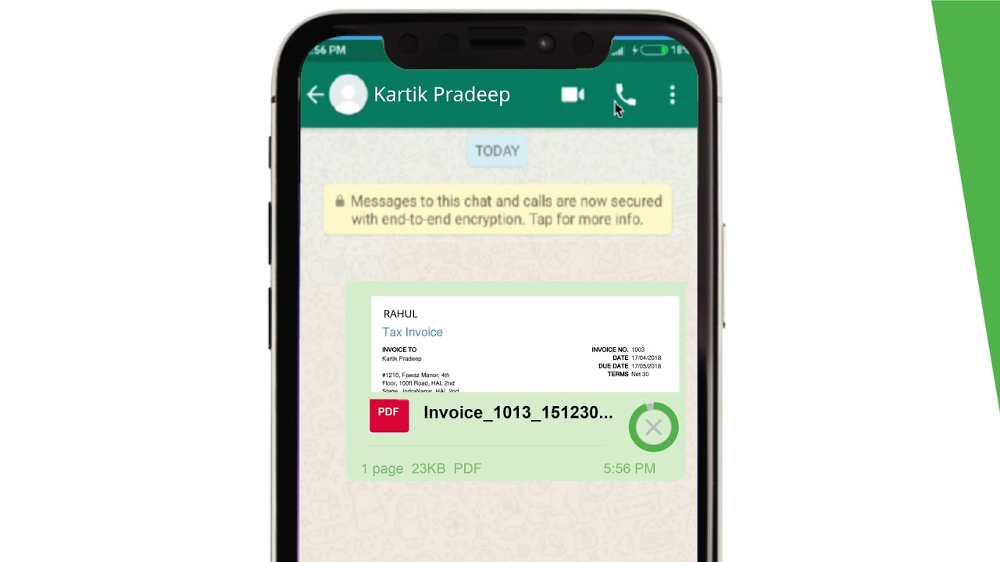 :56 PM
18%
Kartik Pradeep
TODAY
Messages to this chat and calls are now secured
with end-to-end encryption. Tap for more info.
RAHUL
Tax Invoice
INVOICE TO
Kartik Pradeep
#1210, Fawaz Manor, 4th
Floor, 100ft Road, HAL 2nd
Stage, IndraNagar, HAL 2nd
INVOICE NO. 1003
DATE 17/04/2018
DUE DATE 17/05/2018
TERMS Net 30
PDF
Invoice_1013_151230...
1 page 23KB PDF
5:56 PM